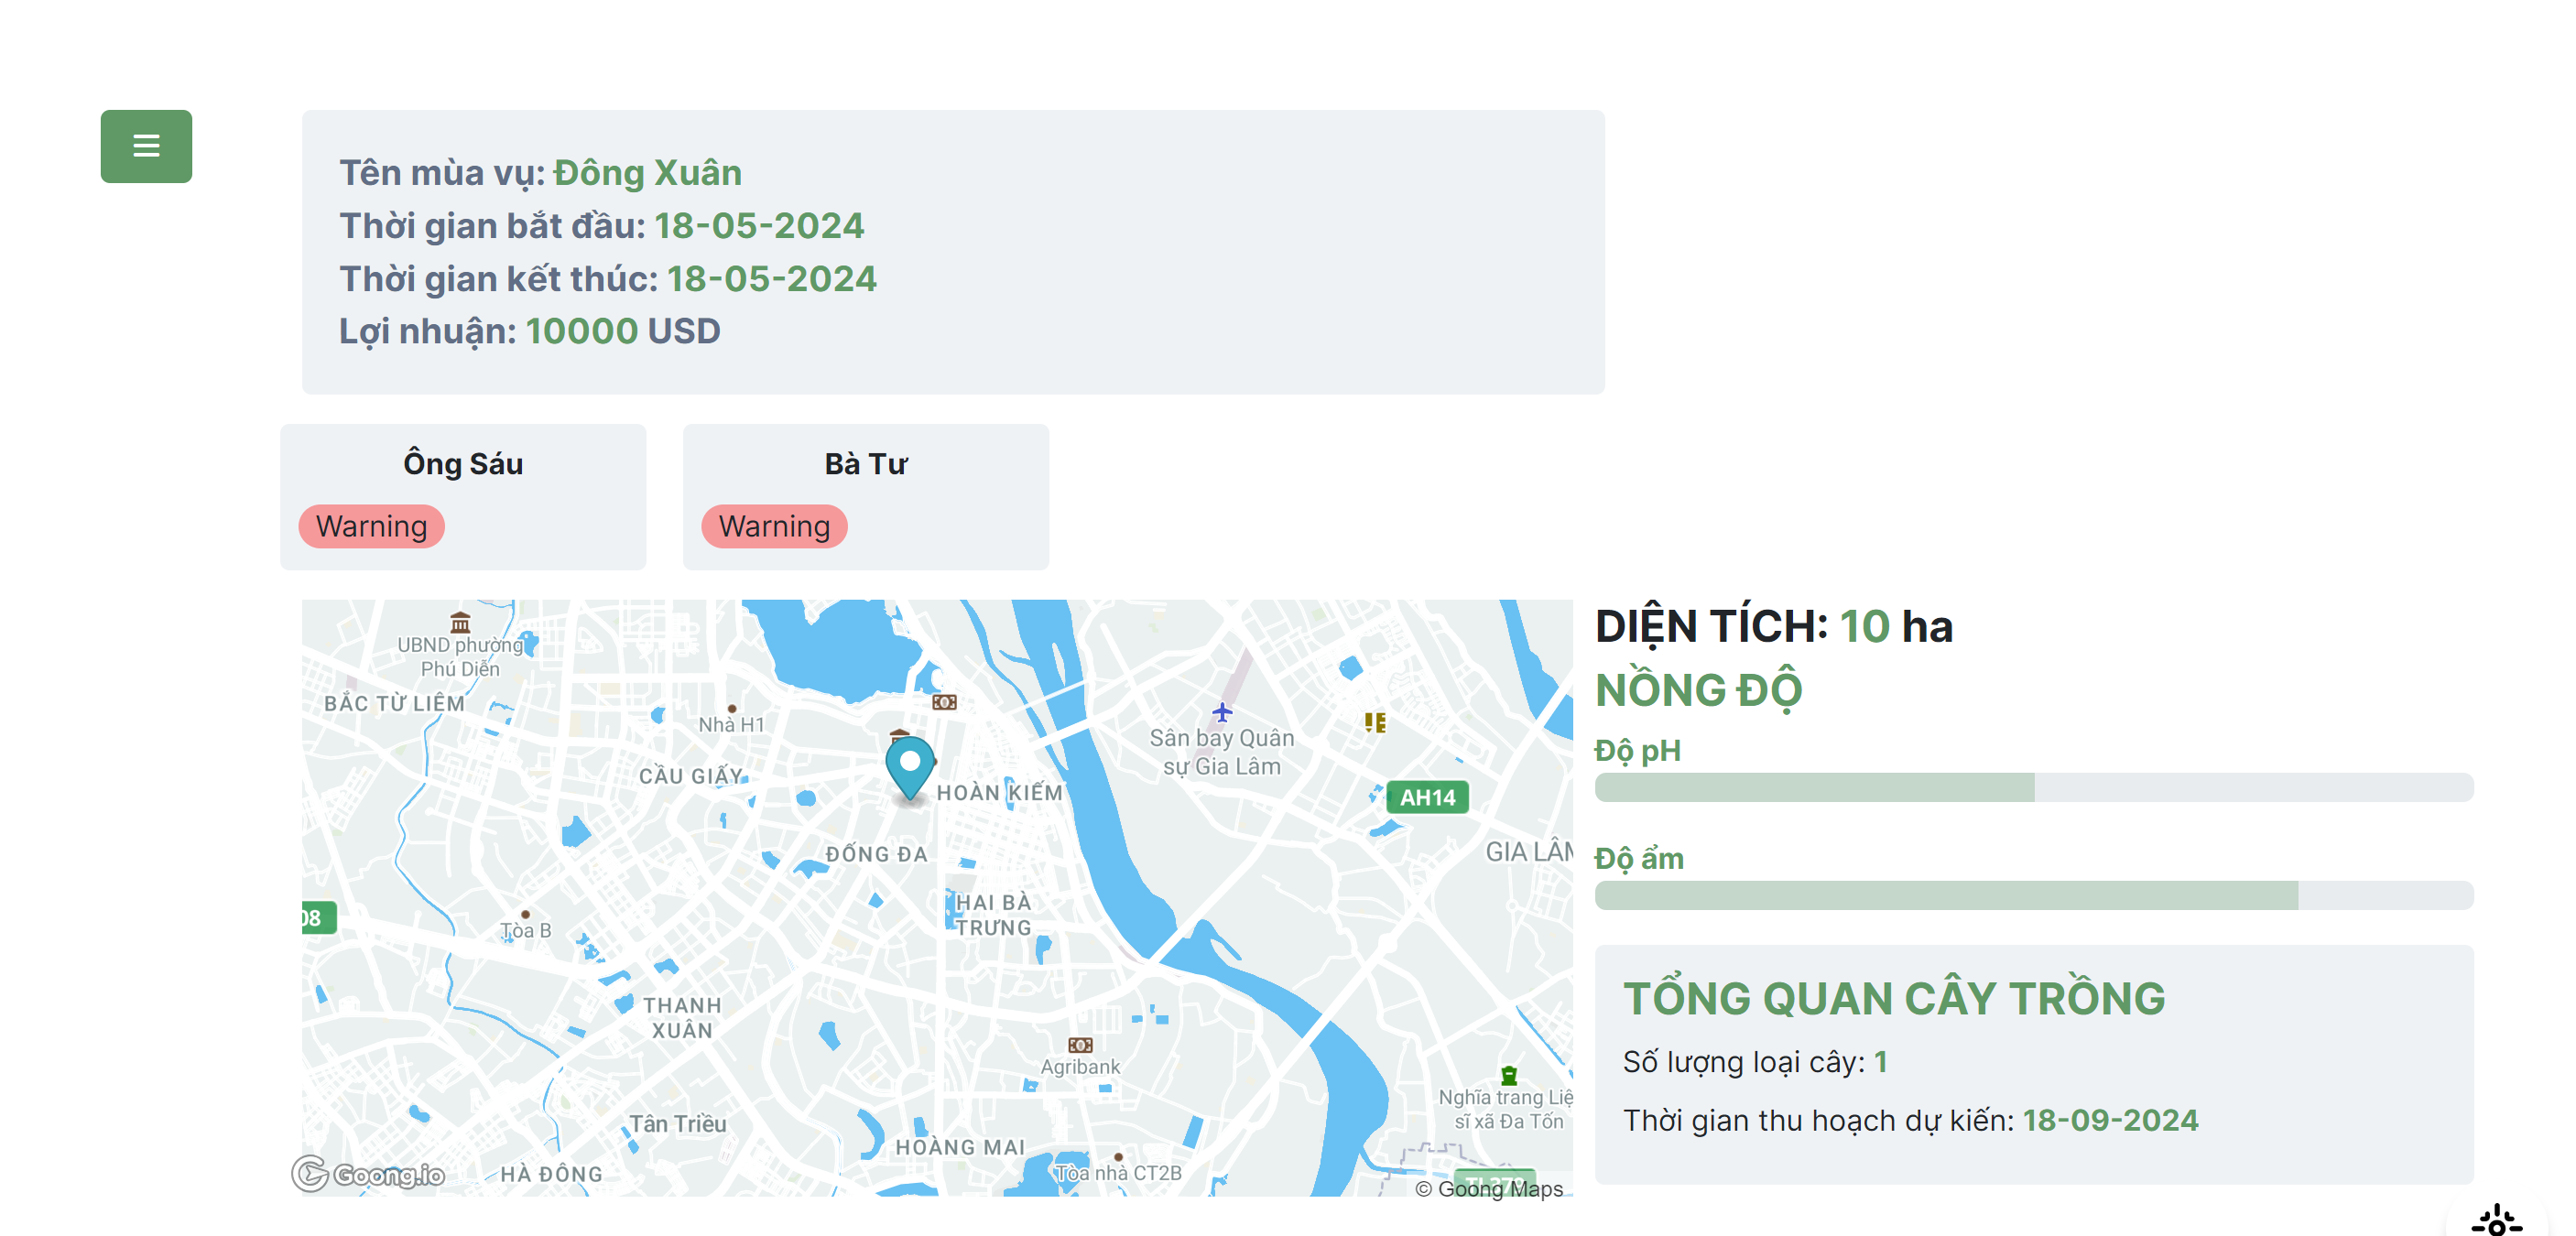 Tên mùa vụ: Đông Xuân
Thời gian bắt đầu: 18-05-2024
Thời gian kết thúc: 18-05-2024
Lợi nhuận: 10000 USD
Ông Sáu
Warning
Bà Tư
Warning
UBND phường
Phú Diễn
BẮC TỪ LIÊM
Nhà H1
CẦU GIẤY
HOÀN KIẾM
Sân bay Quân
sự Gia Lâm
AH14
ĐỐNG ĐA
GIA LÂM
HAI BÀ
TRƯNG
08
Tòa B
THANH
XUÂN
Agribank
Nghĩa trang Liệ
sĩ xã Đa Tốn
Tân Triều
HOÀNG MAI
Tòa nhà CT2B
HÀ ĐÔNG
Goong.io
© Goong Maps
DIỆN TÍCH: 10 ha
NỒNG ĐỘ
Độ pH
Độ ẩm
TỔNG QUAN CÂY TRỒNG
Số lượng loại cây: 1
Thời gian thu hoạch dự kiến: 18-09-2024